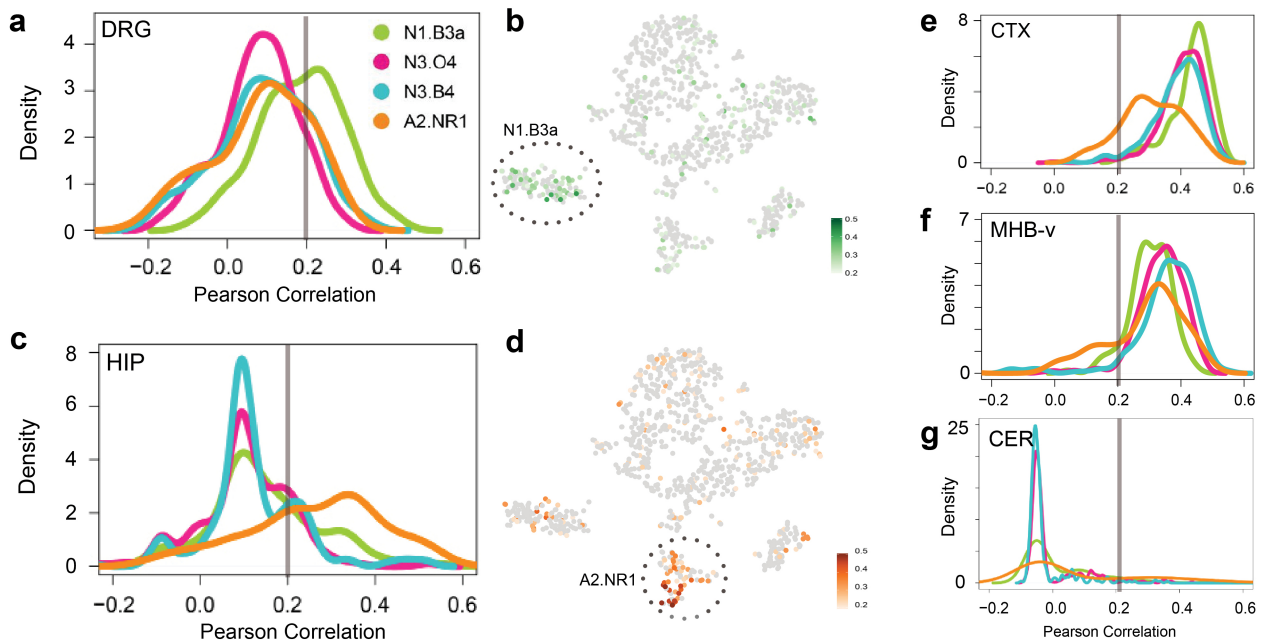 a
DRG
N1.B3a
N3.O4
N3.B4
A2.NR1
Density
4
3
2
1
0
−0.2 0.0 0.2 0.4 0.6
Pearson Correlation
b
N1.B3a
0.5
0.4
0.3
0.2
c
HIP
Density
8
6
4
2
0
−0.2 0.0 0.2 0.4 0.6
Pearson Correlation
d
A2.NR1
0.5
0.4
0.3
0.2
e
CTX
Density
8
0
−0.2 0.0 0.2 0.4 0.6
f
MHB-v
Density
7
0
−0.2 0.0 0.2 0.4 0.6
g
CER
Density
25
0
−0.2 0.0 0.2 0.4 0.6
Pearson Correlation